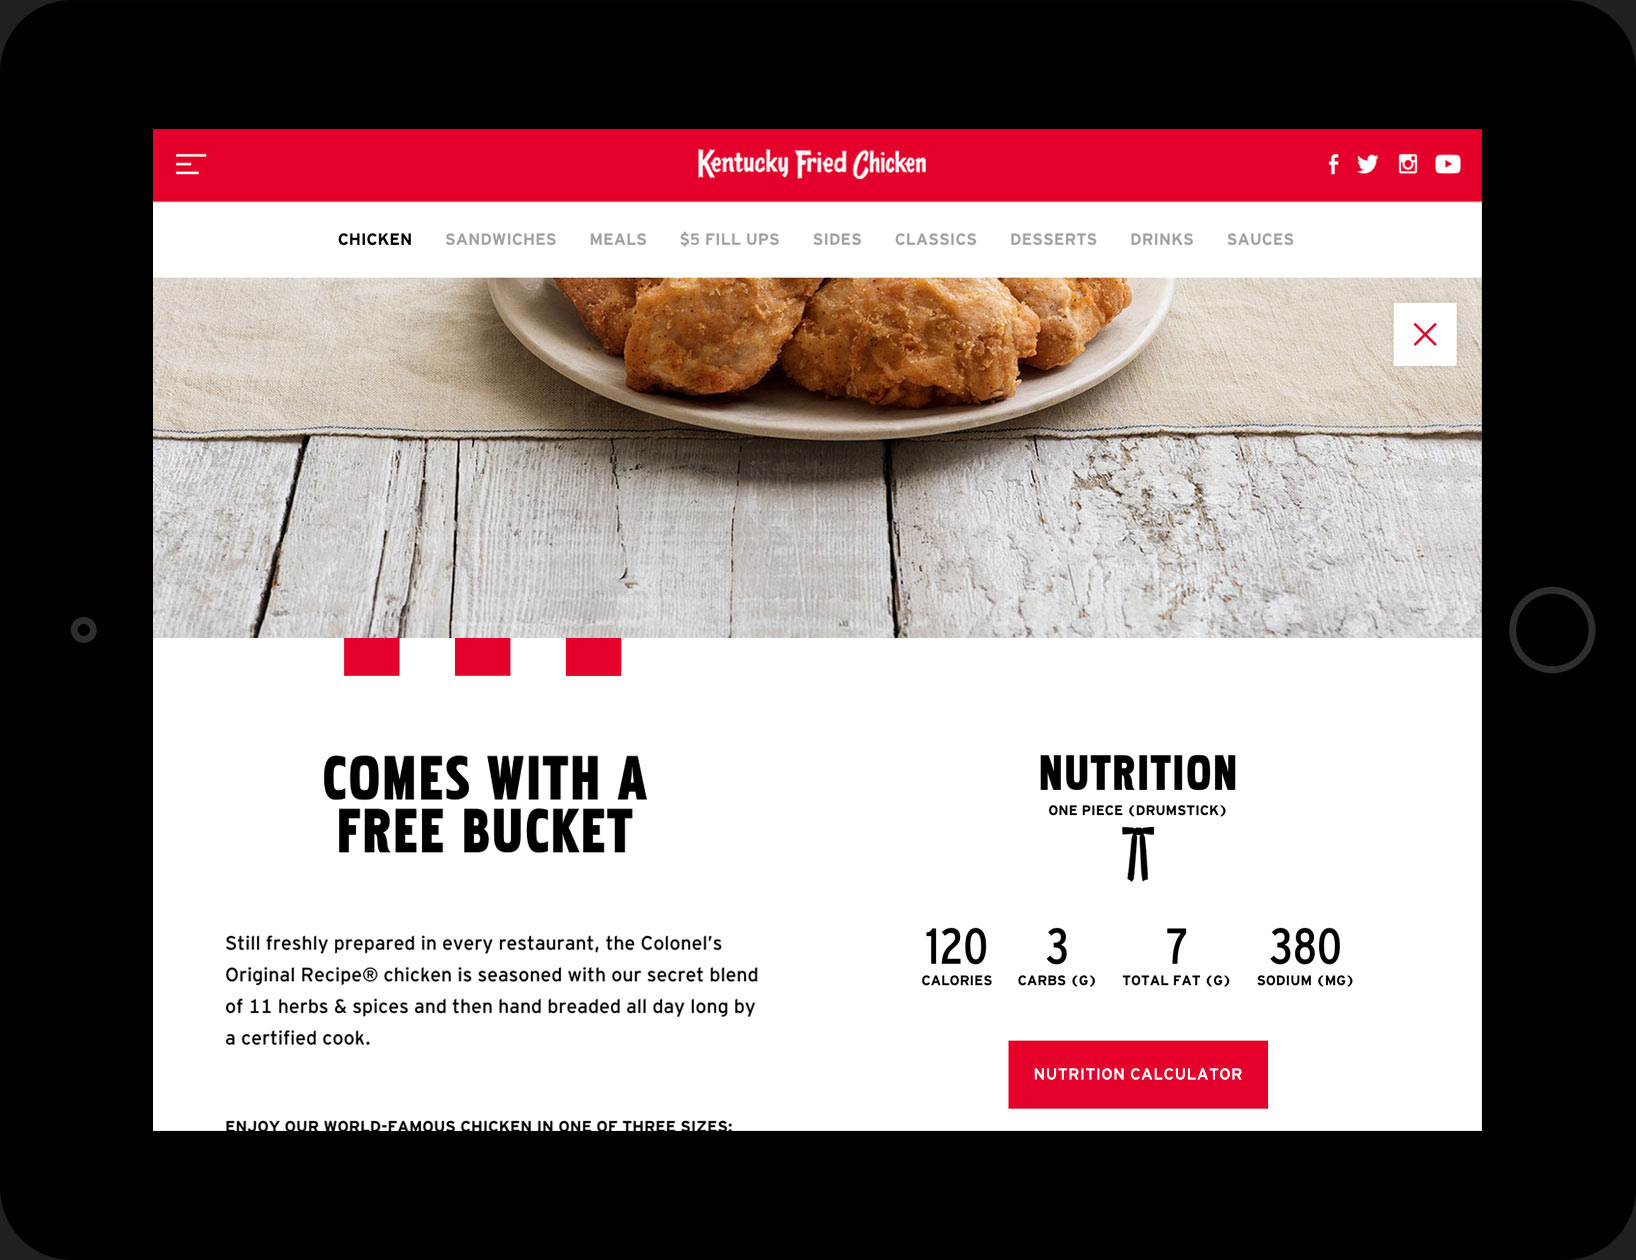 Kentucky Fried Chicken
CHICKEN SANDWICHES MEALS $5 FILL UPS SIDES CLASSICS DESSERTS DRINKS SAUCES
COMES WITH A
FREE BUCKET
Still freshly prepared in every restaurant, the Colonel's
Original Recipe® chicken is seasoned with our secret blend
of 11 herbs & spices and then hand breaded all day long by
a certified cook.
ENJOY OUR WORLD-FAMOUS CHICKEN IN ONE OF THREE SIZES:
NUTRITION
ONE PIECE (DRUMSTICK)
120 3 7 380
CALORIES CARBS (G) TOTAL FAT (G) SODIUM (MG)
NUTRITION CALCULATOR